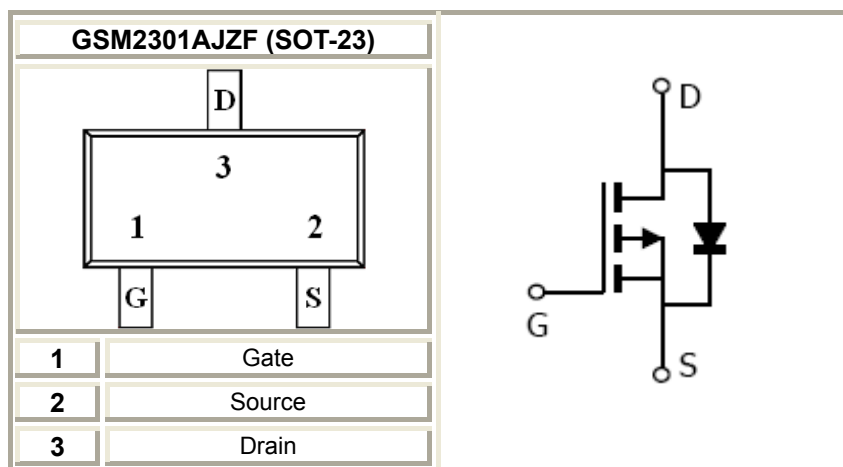 GSM2301AJZF (SOT-23)
D
3
1 2
G S
1 Gate
2 Source
3 Drain
D
G
S